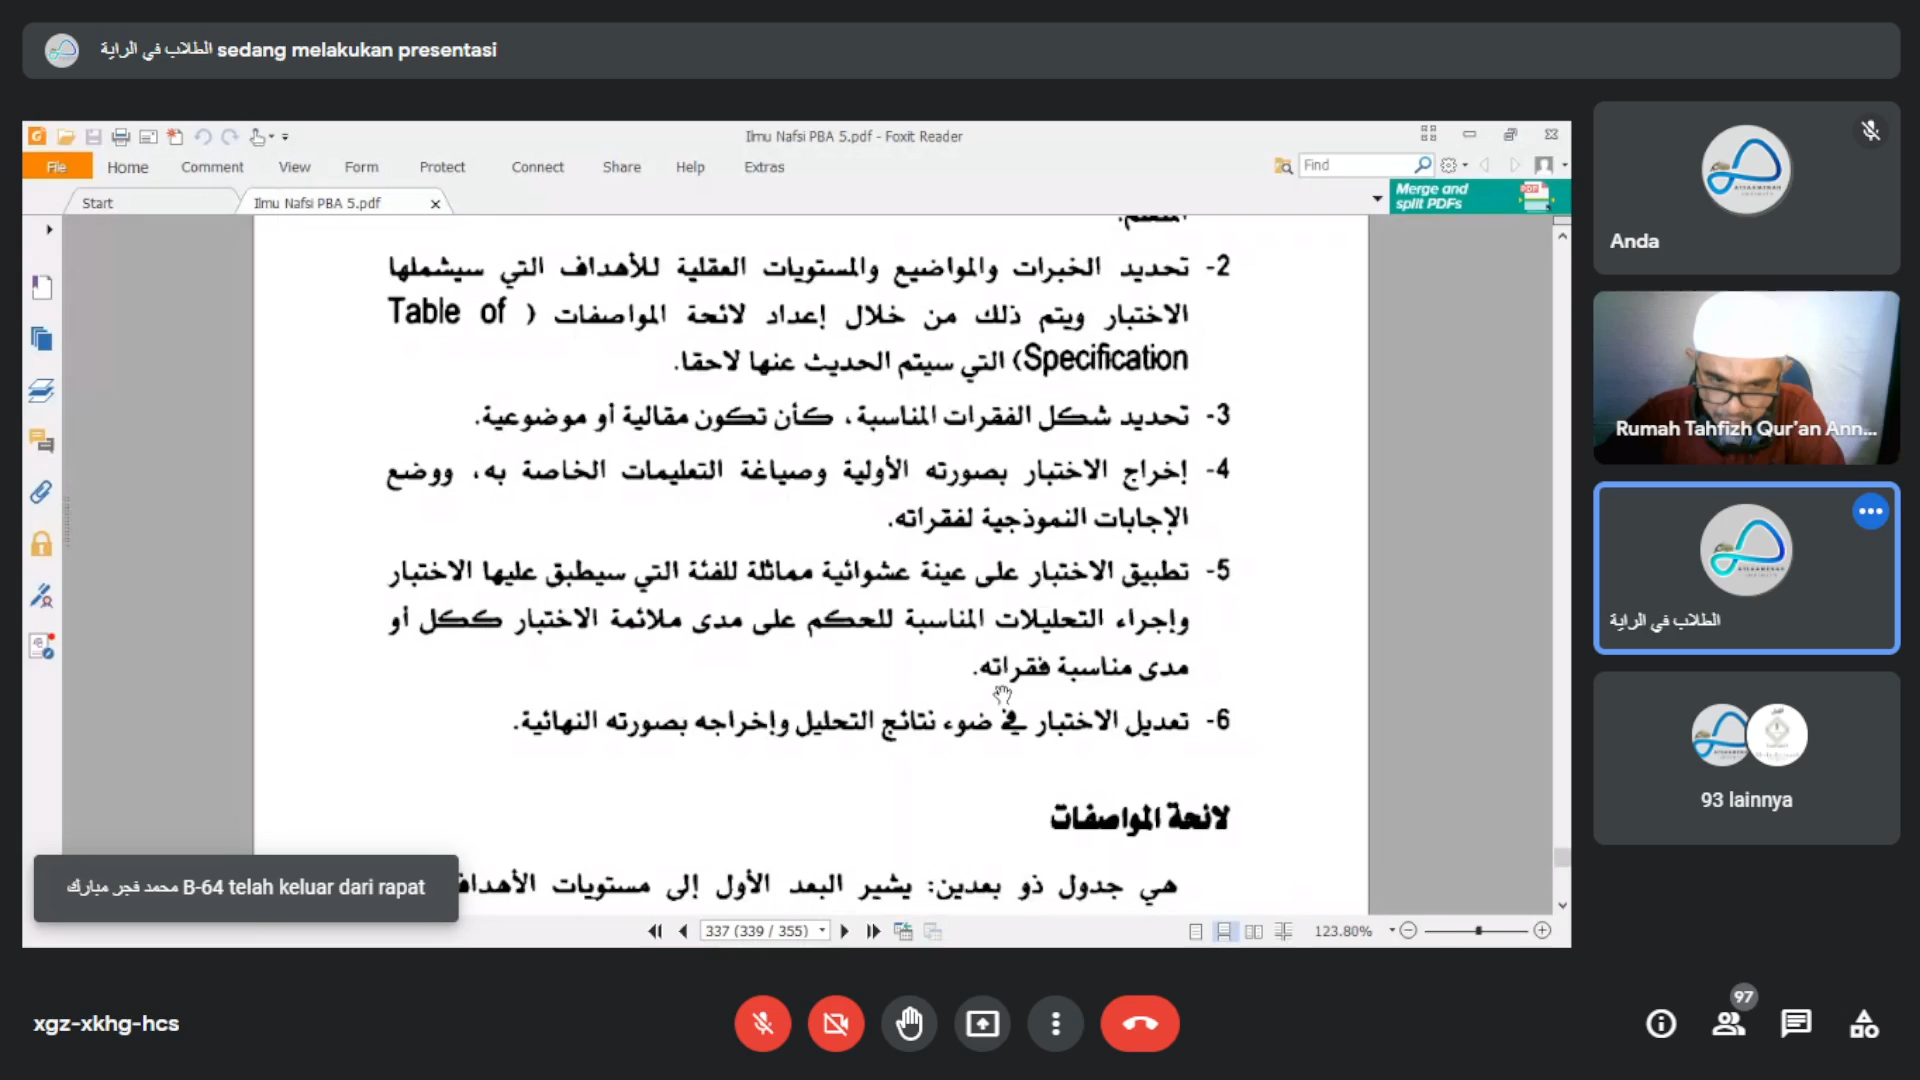 الطلاب في الراية sedang melakukan presentasi
Ilmu Nafsi PBA 5.pdf - Foxit Reader
File Home Comment View Form Protect Connect Share Help Extras
Find
Start
Ilmu Nafsi PBA 5.pdf
Merge and
split PDFs
2- تحديد الخبرات والمواضيع والمستويات العقلية للأهداف التي سيشملها
الاختبار ويتم ذلك من خلال إعداد لائحة المواصفات ( Table of
Specification) التي سيتم الحديث عنها لاحقا.
3- تحديد شكل الفقرات المناسبة، كأن تكون مقالية أو موضوعية.
4- إخراج الاختبار بصورته الأولية وصياغة التعليمات الخاصة به، ووضع
الإجابات النموذجية لفقراته.
5- تطبيق الاختبار على عينة عشوائية مماثلة للفئة التي سيطبق عليها الاختبار
وإجراء التحليلات المناسبة للحكم على مدى ملائمة الاختبار ككل أو
مدى مناسبة فقراته.
6- تعديل الاختبار في ضوء نتائج التحليل وإخراجه بصورته النهائية.
لائحة المواصفات
هي جدول ذو بعدين: يشير البعد الأول إلى مستويات
محمد فجر مبارك B-64 telah keluar dari rapat
337 (339 / 355)
123.80%
Anda
Rumah Tahfizh Qur'an Ann...
الطلاب في الراية
93 lainnya
xgz-xkhg-hcs
97